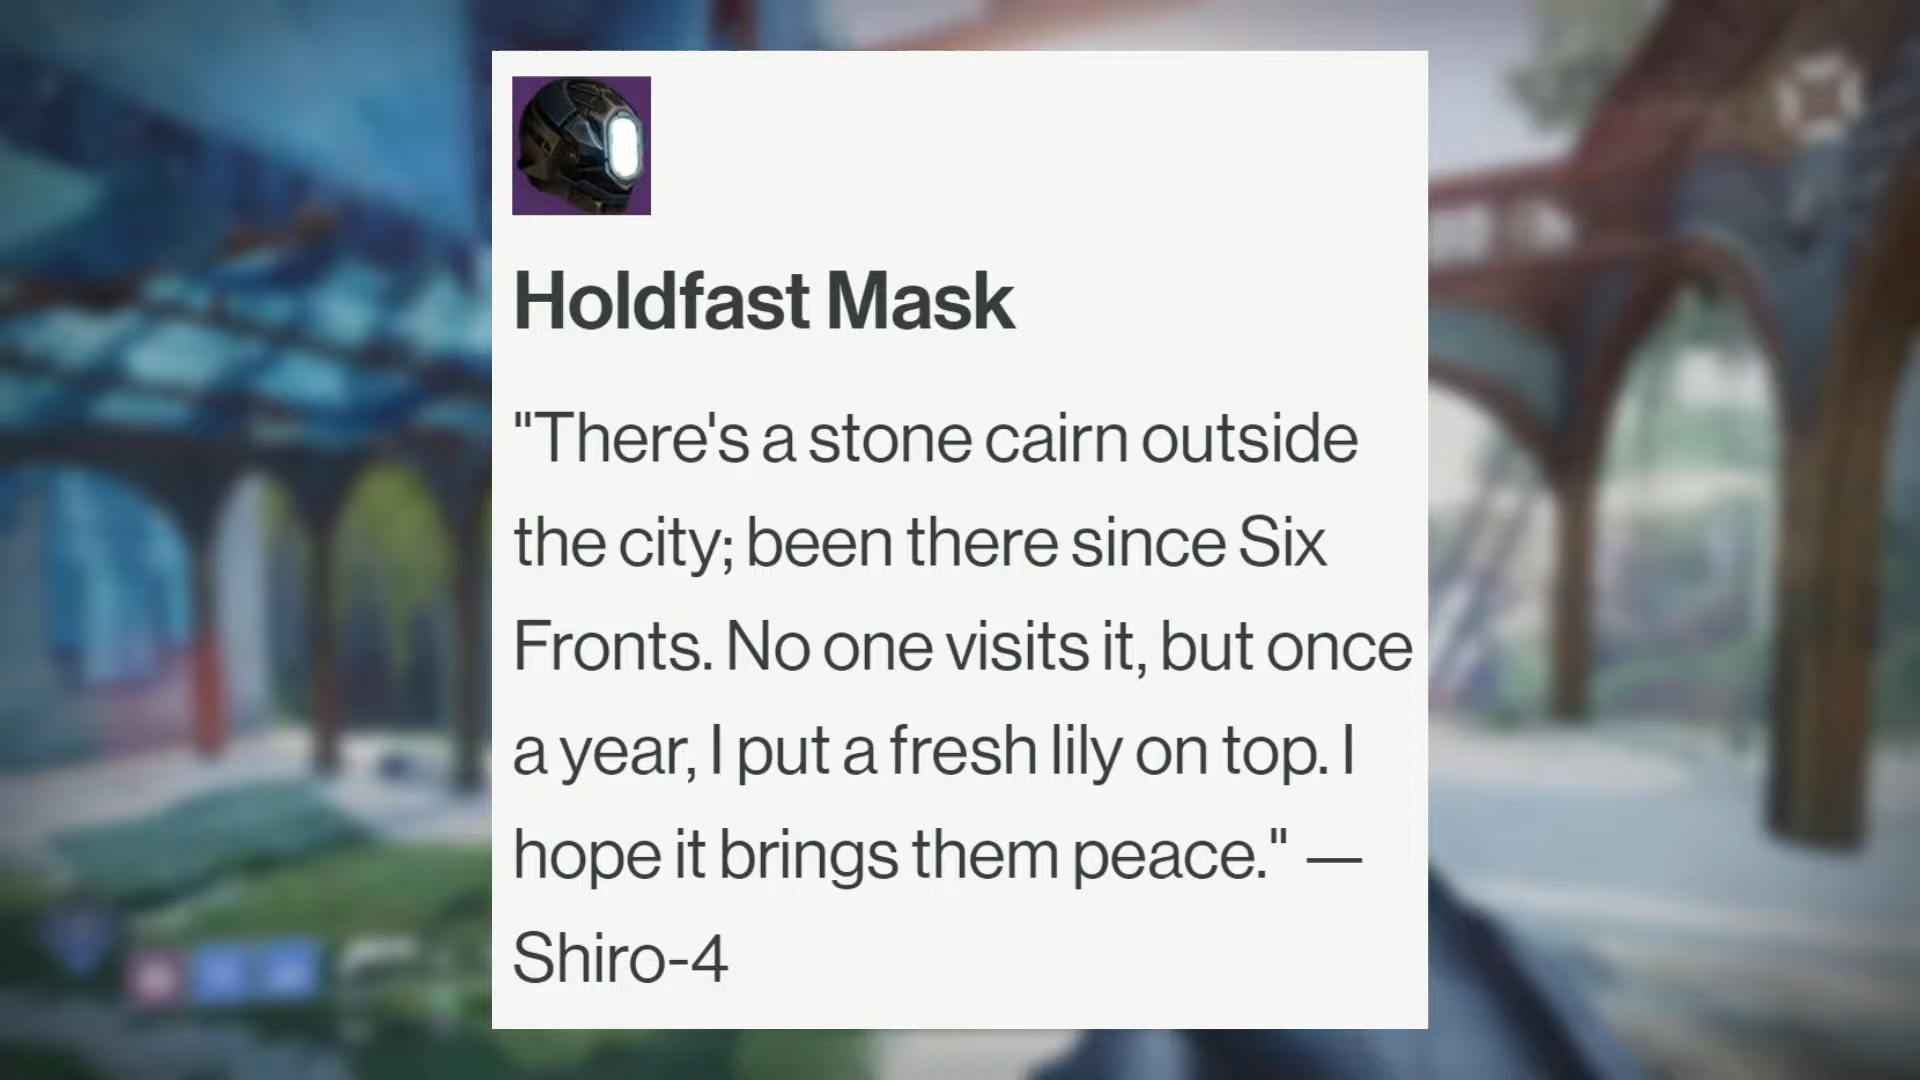 Holdfast Mask
"There's a stone cairn outside
the city; been there since Six
Fronts. No one visits it, but once
a year, I put a fresh lily on top. I
hope it brings them peace." —
Shiro-4